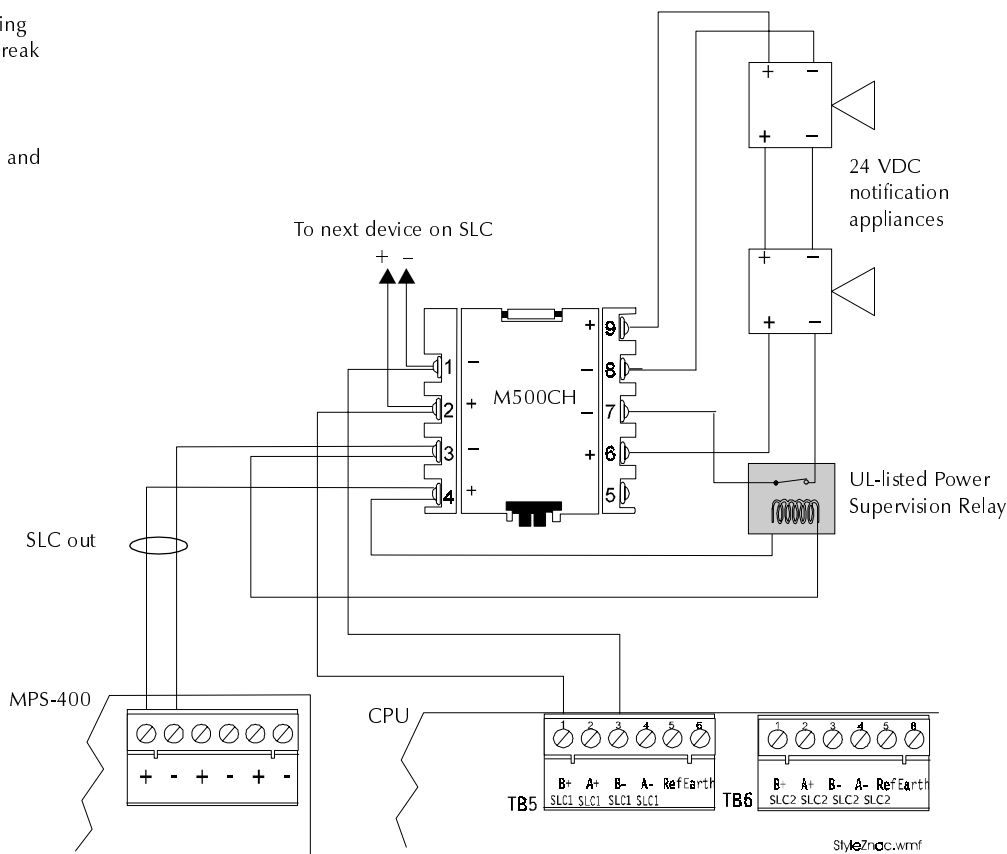 ing
reak
and
24 VDC
notification
appliances
To next device on SLC
+ −
+ −
+ −
+ −
+ −
M500CH
1 −
2 +
3 −
4 +
+ 9
− 8
− 7
+ 6
5
UL-listed Power
Supervision Relay
SLC out
MPS-400
+ - + - + -
CPU
1 2 3 4 5 6
B+ A+ B- A- Ref Earth
SLC1 SLC1 SLC1 SLC1
TB5
1 2 3 4 5 6
B+ A+ B- A- Ref Earth
SLC2 SLC2 SLC2 SLC2
TB6
StyleZnac.wmf